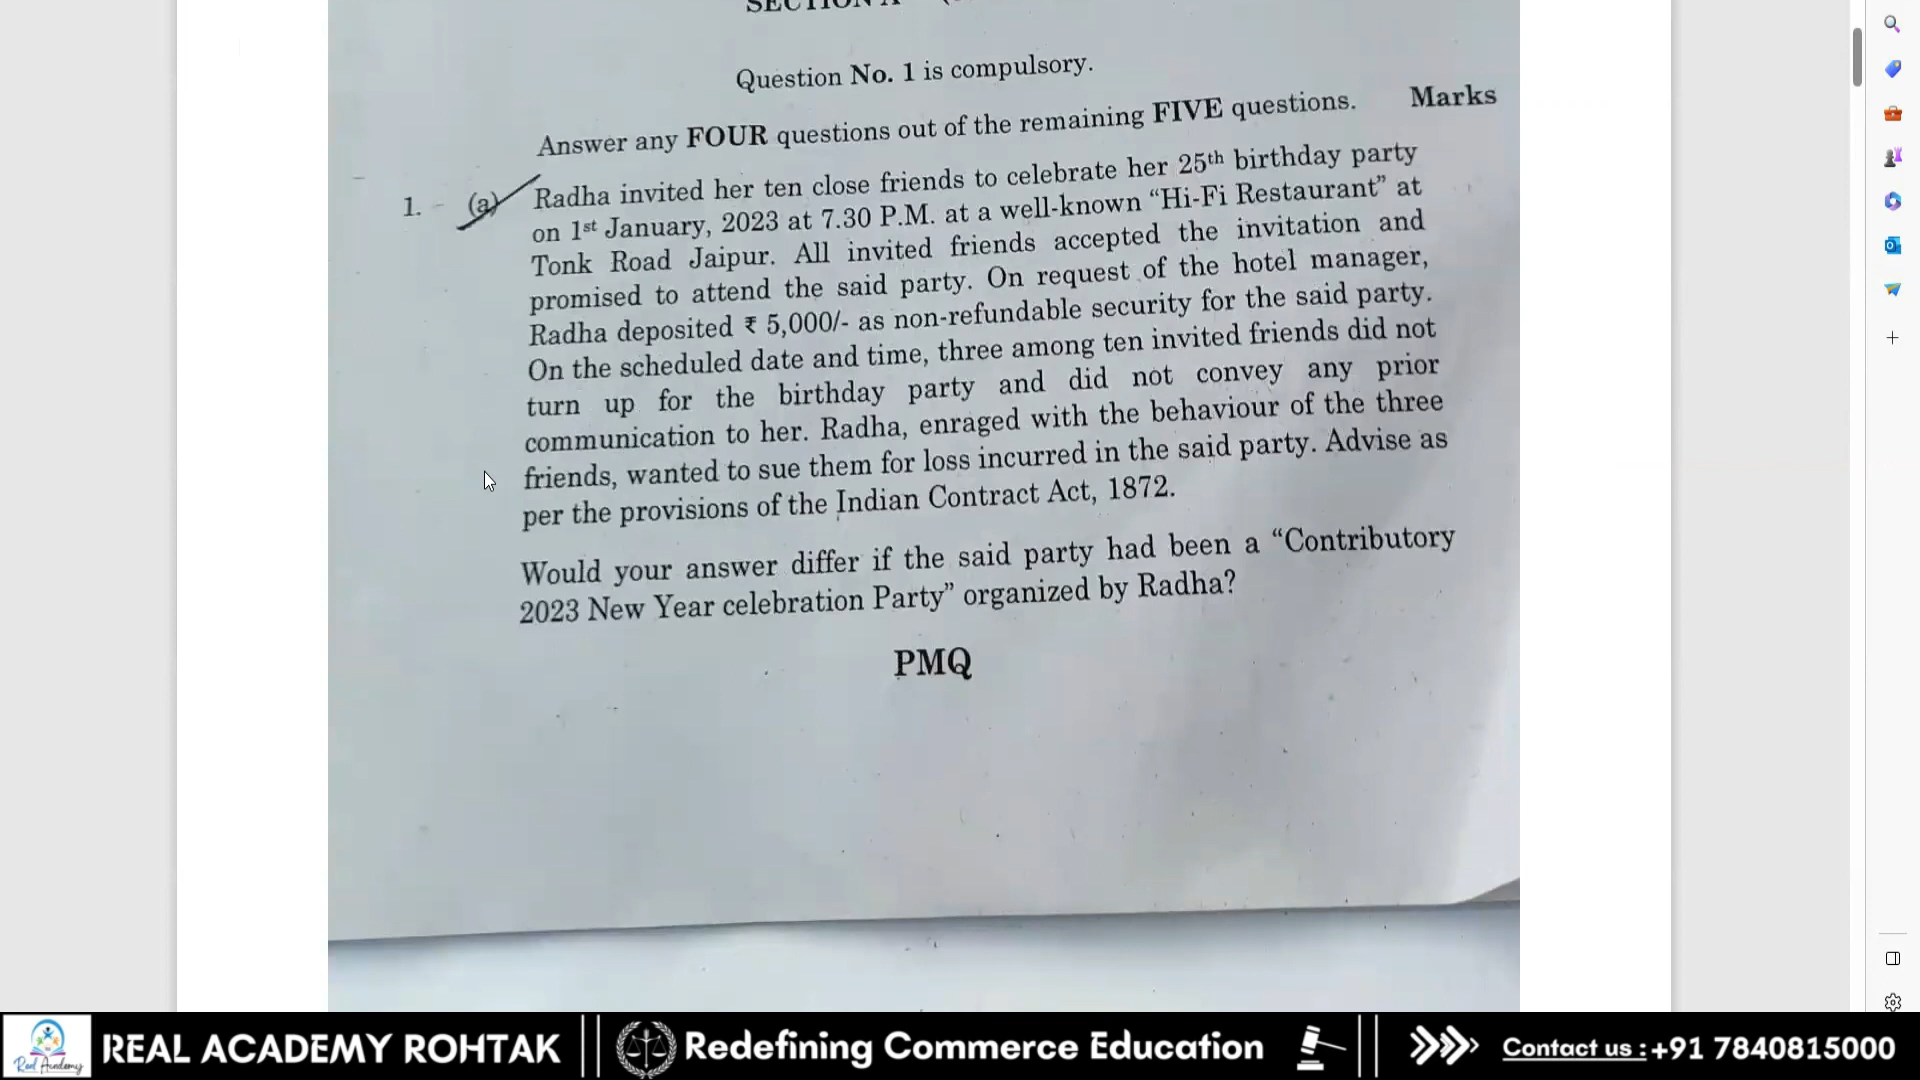 Question No. 1 is compulsory.
Answer any FOUR questions out of the remaining FIVE questions. Marks
1. (a) Radha invited her ten close friends to celebrate her 25th birthday party
on 1st January, 2023 at 7.30 P.M. at a well-known “Hi-Fi Restaurant” at
Tonk Road Jaipur. All invited friends accepted the invitation and
promised to attend the said party. On request of the hotel manager,
Radha deposited ₹ 5,000/- as non-refundable security for the said party.
On the scheduled date and time, three among ten invited friends did not
turn up for the birthday party and did not convey any prior
communication to her. Radha, enraged with the behaviour of the three
friends, wanted to sue them for loss incurred in the said party. Advise as
per the provisions of the Indian Contract Act, 1872.
Would your answer differ if the said party had been a “Contributory
2023 New Year celebration Party” organized by Radha?
PMQ
Real Academy
REAL ACADEMY ROHTAK Redefining Commerce Education Contact us : +91 7840815000